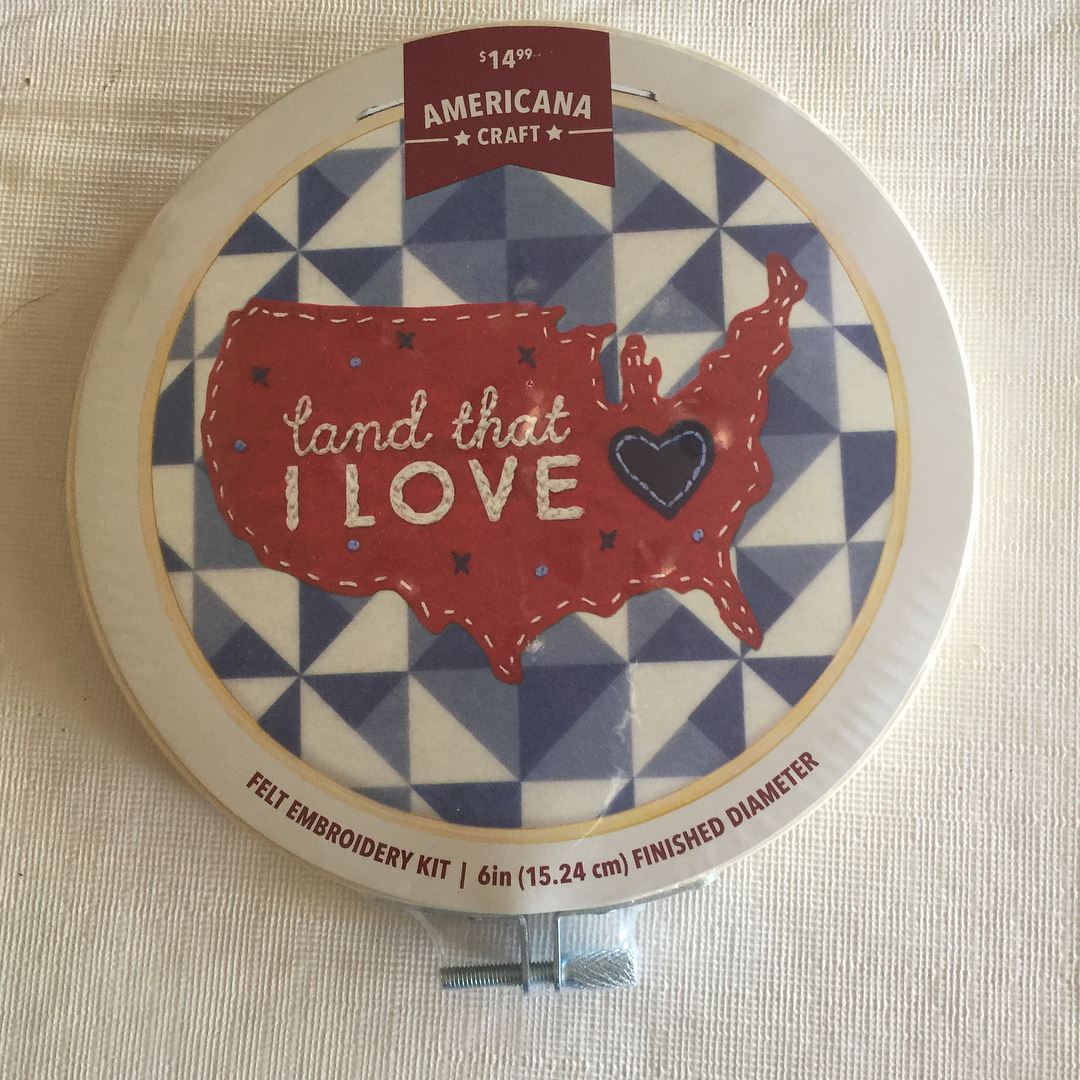 $14.99
AMERICANA
CRAFT
land that
I LOVE
FELT EMBROIDERY KIT | 6in (15.24 cm) FINISHED DIAMETER